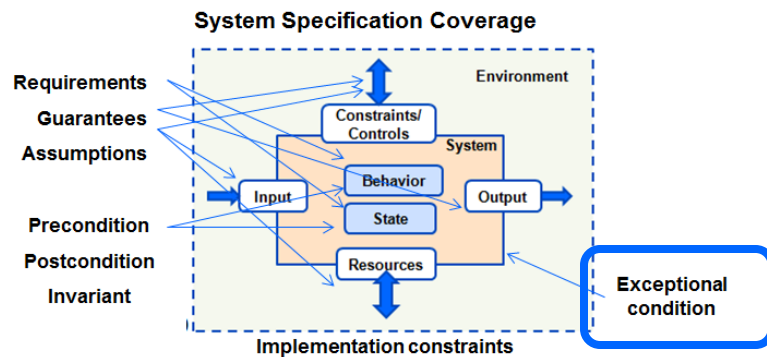 System Specification Coverage
Requirements
Guarantees
Assumptions
Precondition
Postcondition
Invariant
Environment
Constraints/
Controls
System
Behavior
Input
Output
State
Resources
Exceptional
condition
Implementation constraints